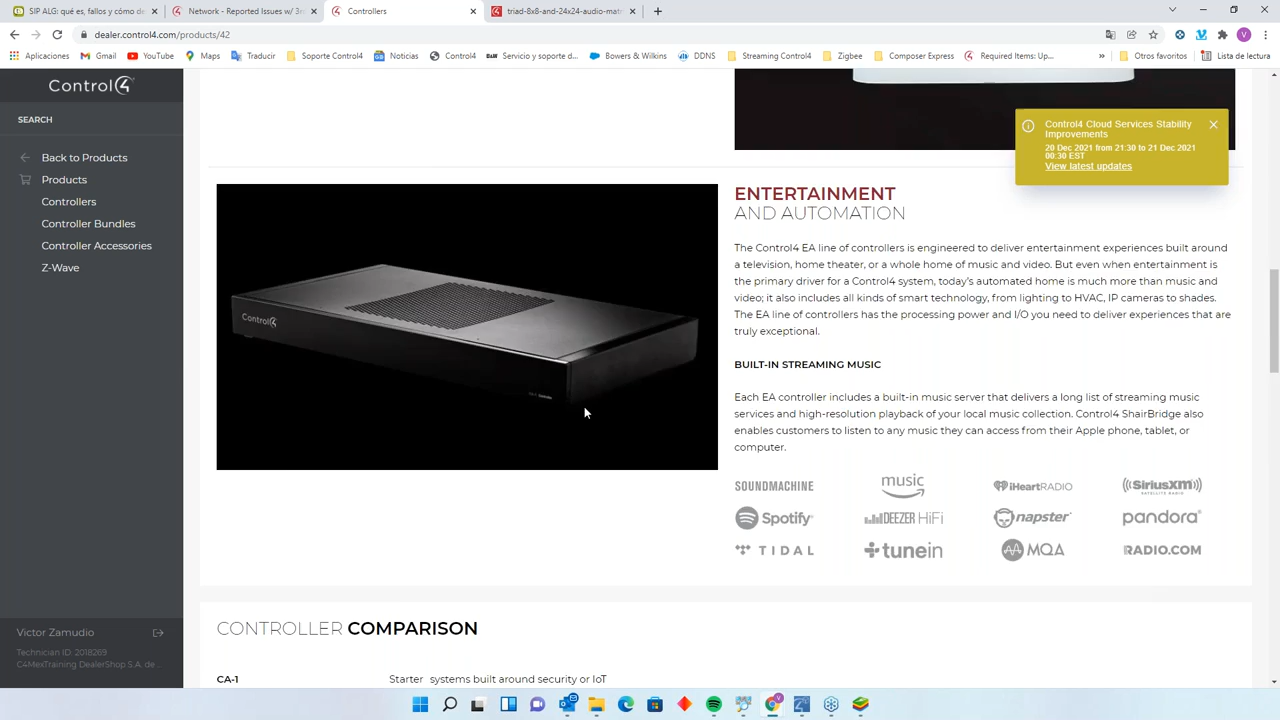 SIP ALG: qué es, fallos y cómo de
Network - Reported Issues w/ 3rd
Controllers
triad-8x8-and-24x24-audio-matr
dealer.control4.com/products/42
Aplicaciones
Gmail
YouTube
Maps
Traducir
Soporte Control4
Noticias
Control4
Servicio y soporte d...
Bowers & Wilkins
DDNS
Streaming Control4
Zigbee
Composer Express
Required Items: Up...
»
Otros favoritos
Lista de lectura
Control4
SEARCH
Back to Products
Products
Controllers
Controller Bundles
Controller Accessories
Z-Wave
Control4 Cloud Services Stability
Improvements
20 Dec 2021 from 21:30 to 21 Dec 2021
00:30 EST
View latest updates
Control4
ENTERTAINMENT
AND AUTOMATION
The Control4 EA line of controllers is engineered to deliver entertainment experiences built around
a television, home theater, or a whole home of music and video. But even when entertainment is
the primary driver for a Control4 system, today's automated home is much more than music and
video; it also includes all kinds of smart technology, from lighting to HVAC, IP cameras to shades.
The EA line of controllers has the processing power and I/O you need to deliver experiences that are
truly exceptional.
BUILT-IN STREAMING MUSIC
Each EA controller includes a built-in music server that delivers a long list of streaming music
services and high-resolution playback of your local music collection. Control4 ShairBridge also
enables customers to listen to any music they can access from their Apple phone, tablet, or
computer.
SOUNDMACHINE music iHeartRADIO SiriusXM SATELLITE RADIO
Spotify DEEZER HiFi napster pandora
TIDAL tunein MQA RADIO.COM
CONTROLLER COMPARISON
CA-1 Starter systems built around security or IoT
Victor Zamudio
Technician ID: 2018269
C4MexTraining DealerShop S.A. de ...